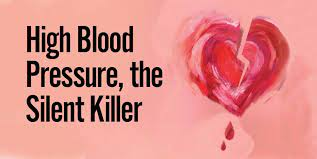 High Blood
Pressure, the
Silent Killer